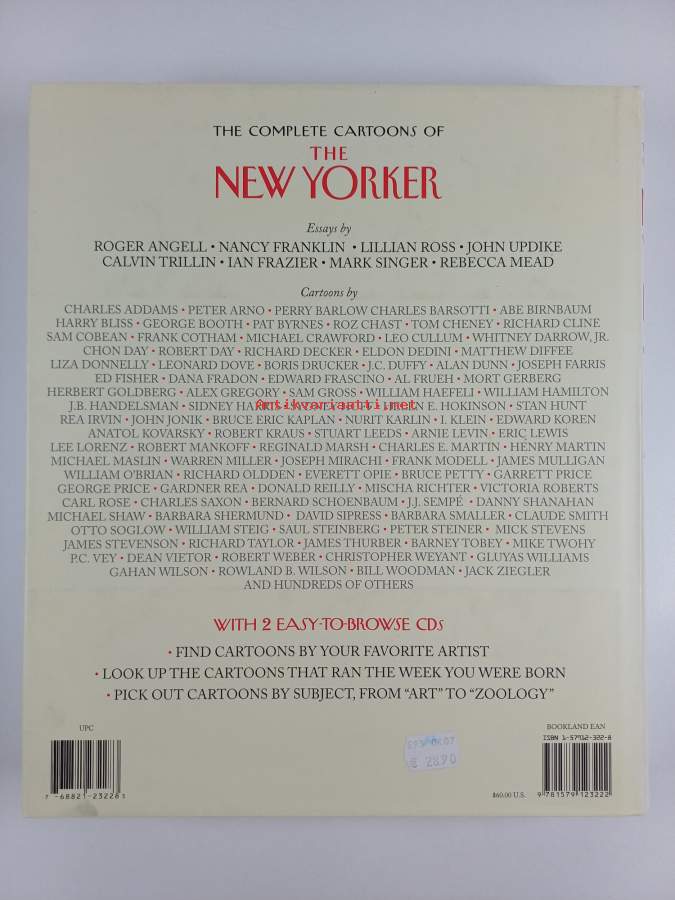 THE COMPLETE CARTOONS OF
THE
NEW YORKER
Essays by
ROGER ANGELL • NANCY FRANKLIN • LILLIAN ROSS • JOHN UPDIKE
CALVIN TRILLIN • IAN FRAZIER • MARK SINGER • REBECCA MEAD
Cartoons by
CHARLES ADDAMS • PETER ARNO • PERRY BARLOW CHARLES BARSOTTI • ABE BIRNBAUM
HARRY BLISS • GEORGE BOOTH • PAT BYRNES • ROZ CHAST • TOM CHENEY • RICHARD CLINE
SAM COBEAN • FRANK COTHAM • MICHAEL CRAWFORD • LEO CULLUM • WHITNEY DARROW, JR.
CHON DAY • ROBERT DAY • RICHARD DECKER • ELDON DEDINI • MATTHEW DIFFEE
LIZA DONNELLY • LEONARD DOVE • BORIS DRUCKER • J.C. DUFFY • ALAN DUNN • JOSEPH FARRIS
ED FISHER • DANA FRADON • EDWARD FRASCINO • AL FRUEH • MORT GERBERG
HERBERT GOLDBERG • ALEX GREGORY • SAM GROSS • WILLIAM HAEFELI • WILLIAM HAMILTON
J.B. HANDELSMAN • SIDNEY HOKINSON • STAN HUNT
Antikvariaatti.net
REA IRVIN • JOHN JONIK • BRUCE ERIC KAPLAN • NURIT KARLIN • I. KLEIN • EDWARD KOREN
ANATOL KOVARSKY • ROBERT KRAUS • STUART LEEDS • ARNIE LEVIN • ERIC LEWIS
LEE LORENZ • ROBERT MANKOFF • REGINALD MARSH • CHARLES E. MARTIN • HENRY MARTIN
MICHAEL MASLIN • WARREN MILLER • JOSEPH MIRACHI • FRANK MODELL • JAMES MULLIGAN
WILLIAM O'BRIAN • RICHARD OLDDEN • EVERETT OPIE • BRUCE PETTY • GARRETT PRICE
GEORGE PRICE • GARDNER REA • DONALD REILLY • MISCHA RICHTER • VICTORIA ROBERTS
CARL ROSE • CHARLES SAXON • BERNARD SCHOENBAUM • J.J. SEMPÉ • DANNY SHANAHAN
MICHAEL SHAW • BARBARA SHERMUND • DAVID SIPRESS • BARBARA SMALLER • CLAUDE SMITH
OTTO SOGLOW • WILLIAM STEIG • SAUL STEINBERG • PETER STEINER • MICK STEVENS
JAMES STEVENSON • RICHARD TAYLOR • JAMES THURBER • BARNEY TOBEY • MIKE TWOHY
P.C. VEY • DEAN VIETOR • ROBERT WEBER • CHRISTOPHER WEYANT • GLUYAS WILLIAMS
GAHAN WILSON • ROWLAND B. WILSON • BILL WOODMAN • JACK ZIEGLER
AND HUNDREDS OF OTHERS
WITH 2 EASY-TO-BROWSE CDs
• FIND CARTOONS BY YOUR FAVORITE ARTIST
• LOOK UP THE CARTOONS THAT RAN THE WEEK YOU WERE BORN
• PICK OUT CARTOONS BY SUBJECT, FROM “ART” TO “ZOOLOGY”
UPC
7 68821 23228
BOOKLAND EAN
ISBN 1-57912-322-8
€ 28.90
$60.00 U.S.
9 781579 123222